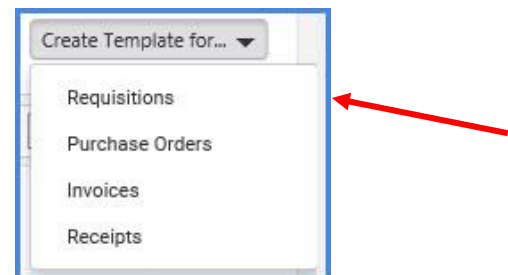 Create Template for...
Requisitions
Purchase Orders
Invoices
Receipts